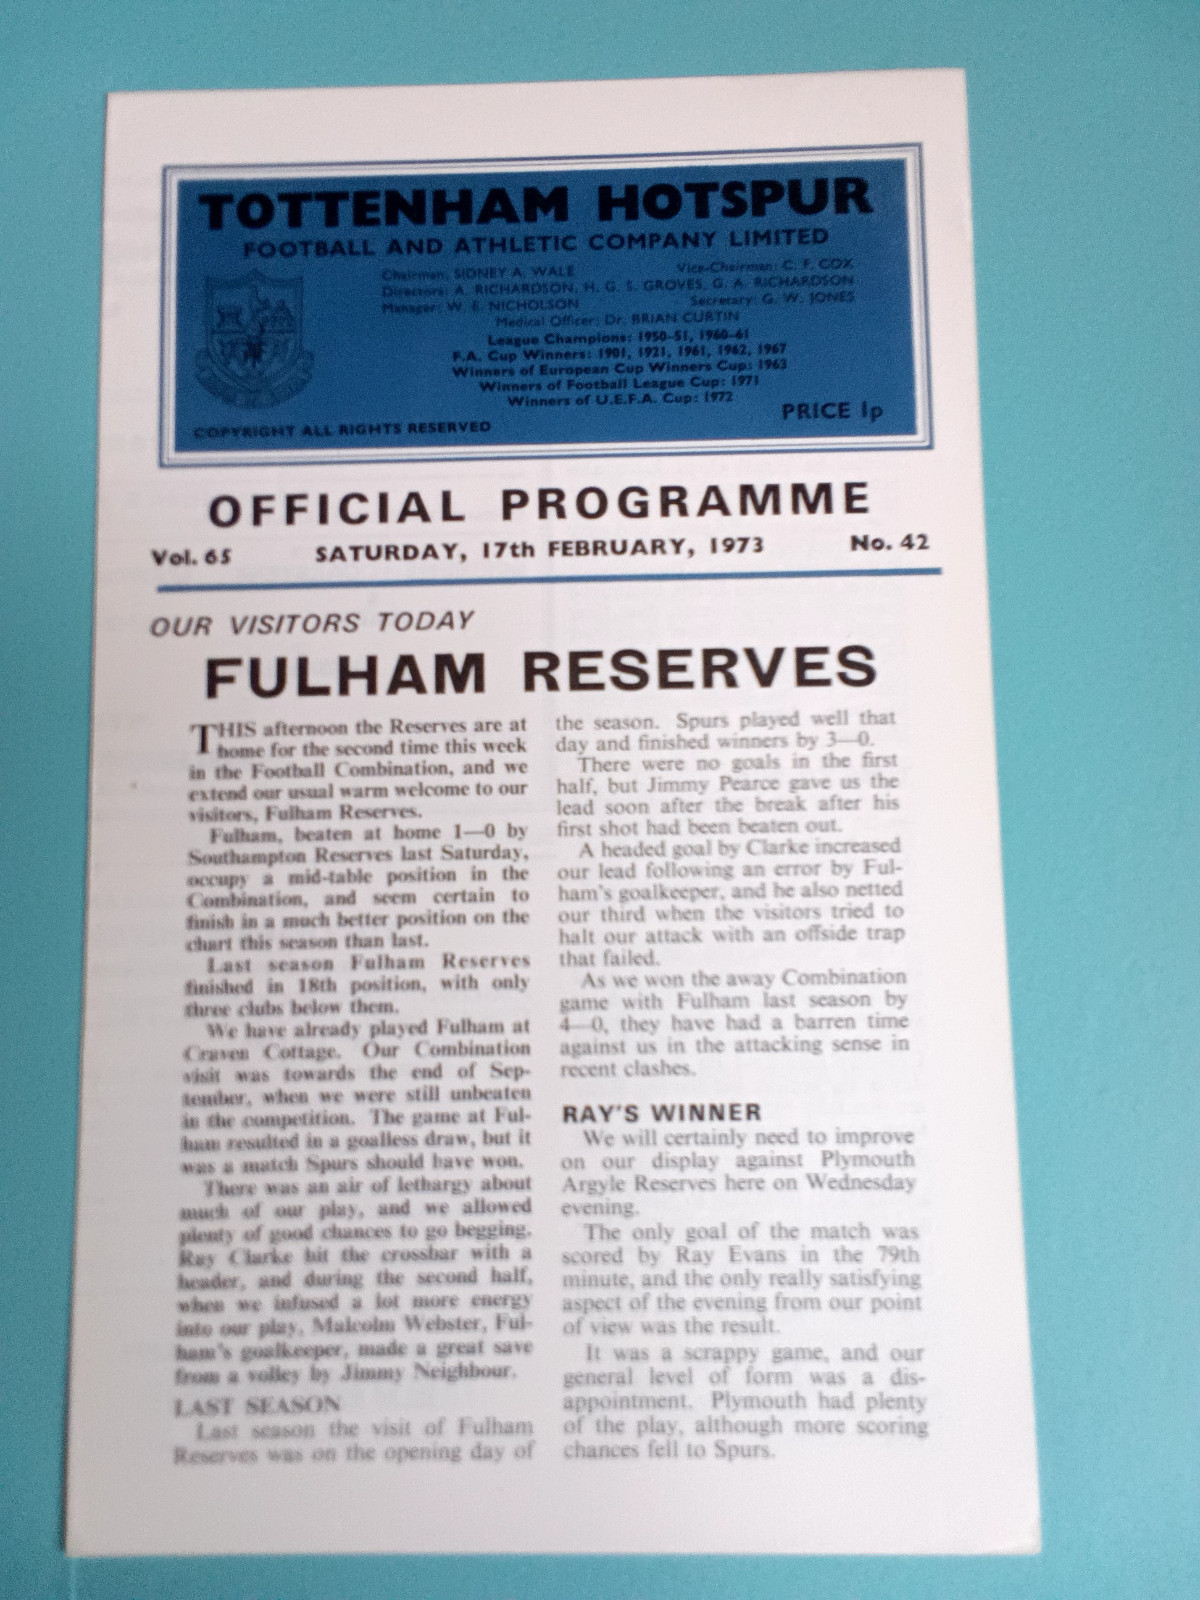 TOTTENHAM HOTSPUR
FOOTBALL AND ATHLETIC COMPANY LIMITED
Chairman: SIDNEY A. WALE Vice-Chairman: C. F. COX
Directors: A. RICHARDSON, H. G. S. GROVES, G. A. RICHARDSON
Manager: W. E. NICHOLSON Secretary: G. W. JONES
Medical Officer: Dr. BRIAN CURTIN
League Champions: 1950-51, 1960-61
F.A. Cup Winners: 1901, 1921, 1961, 1962, 1967
Winners of European Cup Winners Cup: 1963
Winners of Football League Cup: 1971
Winners of U.E.F.A. Cup: 1972
PRICE 1p
COPYRIGHT ALL RIGHTS RESERVED
OFFICIAL PROGRAMME
Vol. 65 SATURDAY, 17th FEBRUARY, 1973 No. 42
OUR VISITORS TODAY
FULHAM RESERVES
THIS afternoon the Reserves are at
home for the second time this week
in the Football Combination, and we
extend our usual warm welcome to our
visitors, Fulham Reserves.
Fulham, beaten at home 1—0 by
Southampton Reserves last Saturday,
occupy a mid-table position in the
Combination, and seem certain to
finish in a much better position on the
chart this season than last.
Last season Fulham Reserves
finished in 18th position, with only
three clubs below them.
We have already played Fulham at
Craven Cottage. Our Combination
visit was towards the end of Sep-
tember, when we were still unbeaten
in the competition. The game at Ful-
ham resulted in a goalless draw, but it
was a match Spurs should have won.
There was an air of lethargy about
much of our play, and we allowed
plenty of good chances to go begging.
Ray Clarke hit the crossbar with a
header, and during the second half,
when we infused a lot more energy
into our play, Malcolm Webster, Ful-
ham's goalkeeper, made a great save
from a volley by Jimmy Neighbour.
LAST SEASON
Last season the visit of Fulham
Reserves was on the opening day of
the season. Spurs played well that
day and finished winners by 3—0.
There were no goals in the first
half, but Jimmy Pearce gave us the
lead soon after the break after his
first shot had been beaten out.
A headed goal by Clarke increased
our lead following an error by Ful-
ham's goalkeeper, and he also netted
our third when the visitors tried to
halt our attack with an offside trap
that failed.
As we won the away Combination
game with Fulham last season by
4—0, they have had a barren time
against us in the attacking sense in
recent clashes.
RAY'S WINNER
We will certainly need to improve
on our display against Plymouth
Argyle Reserves here on Wednesday
evening.
The only goal of the match was
scored by Ray Evans in the 79th
minute, and the only really satisfying
aspect of the evening from our point
of view was the result.
It was a scrappy game, and our
general level of form was a dis-
appointment. Plymouth had plenty
of the play, although more scoring
chances fell to Spurs.